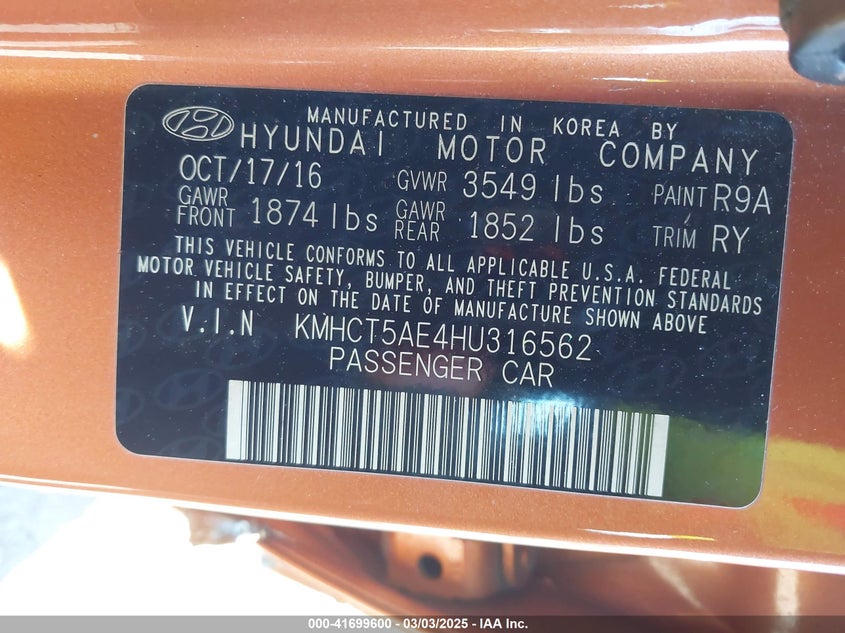 MANUFACTURED IN KOREA BY
HYUNDAI MOTOR COMPANY
OCT/17/16 GVWR 3549 lbs PAINT R9A
GAWR FRONT 1874 lbs GAWR REAR 1852 lbs TRIM RY
THIS VEHICLE CONFORMS TO ALL APPLICABLE U.S.A. FEDERAL
MOTOR VEHICLE SAFETY, BUMPER, AND THEFT PREVENTION STANDARDS
IN EFFECT ON THE DATE OF MANUFACTURE SHOWN ABOVE
V.I.N KMHCT5AE4HU316562
PASSENGER CAR
000-41699600 - 03/03/2025 - IAA Inc.